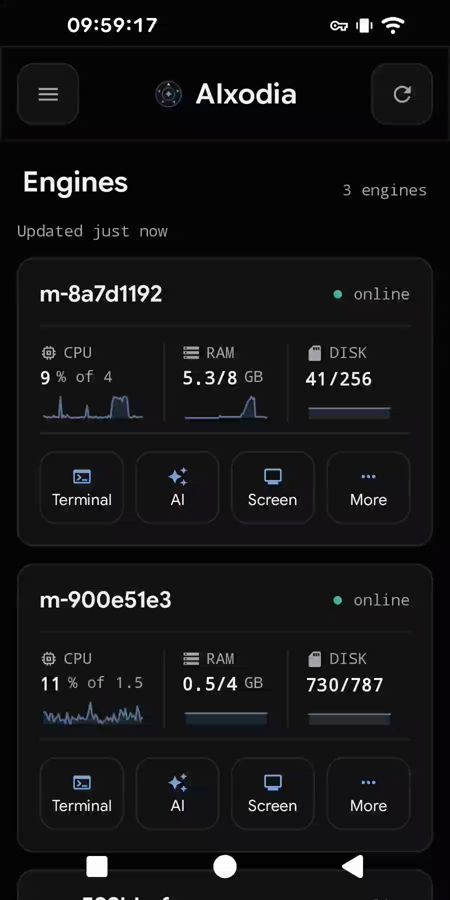 09:59:17
AIxodia
Engines
3 engines
Updated just now
m-8a7d1192
online
CPU
RAM
DISK
9 % of 4
5.3/8 GB
41/256
Terminal
AI
Screen
More
m-900e51e3
online
CPU
RAM
DISK
11 % of 1.5
0.5/4 GB
730/787
Terminal
AI
Screen
More